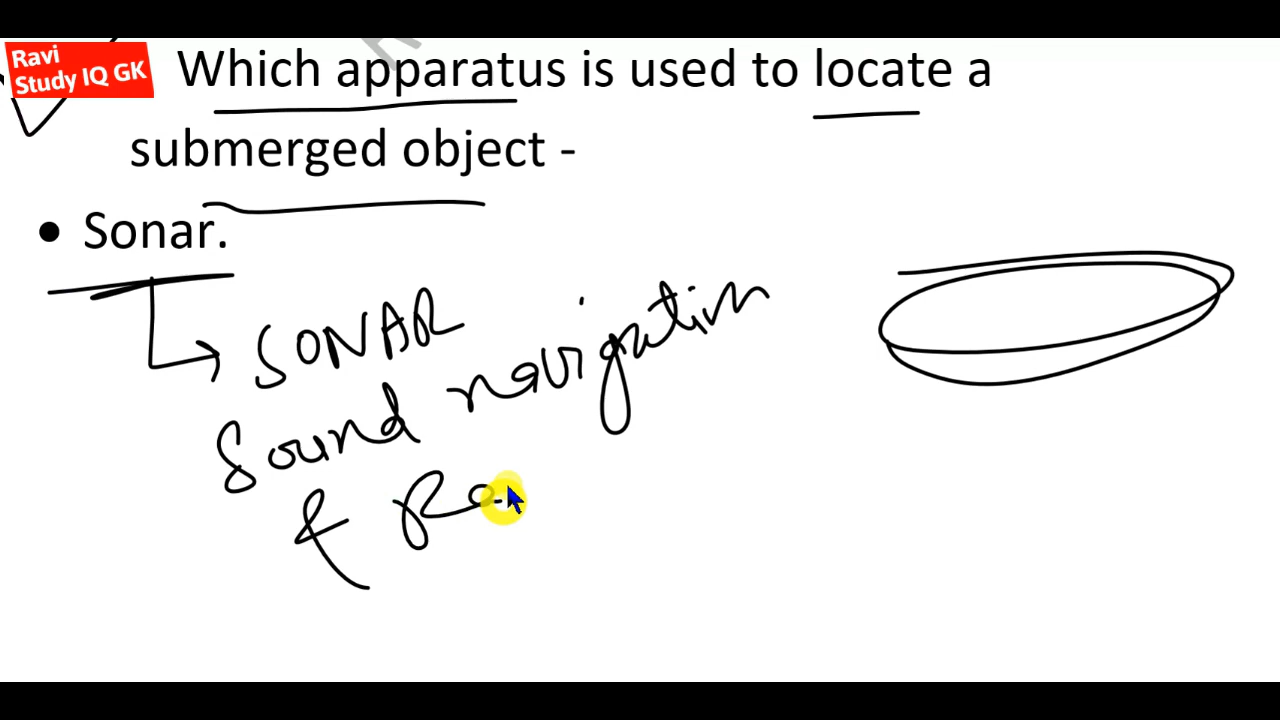 Ravi
Study IQ GK
Which apparatus is used to locate a
submerged object -
• Sonar.
SONAR
Sound navigation
& Ra